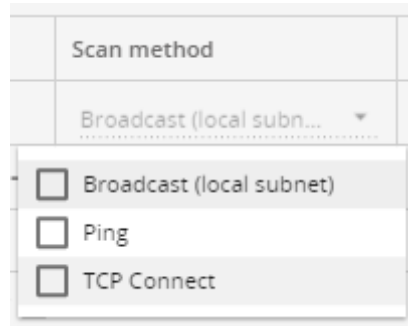 Scan method
Broadcast (local subn...
Broadcast (local subnet)
Ping
TCP Connect